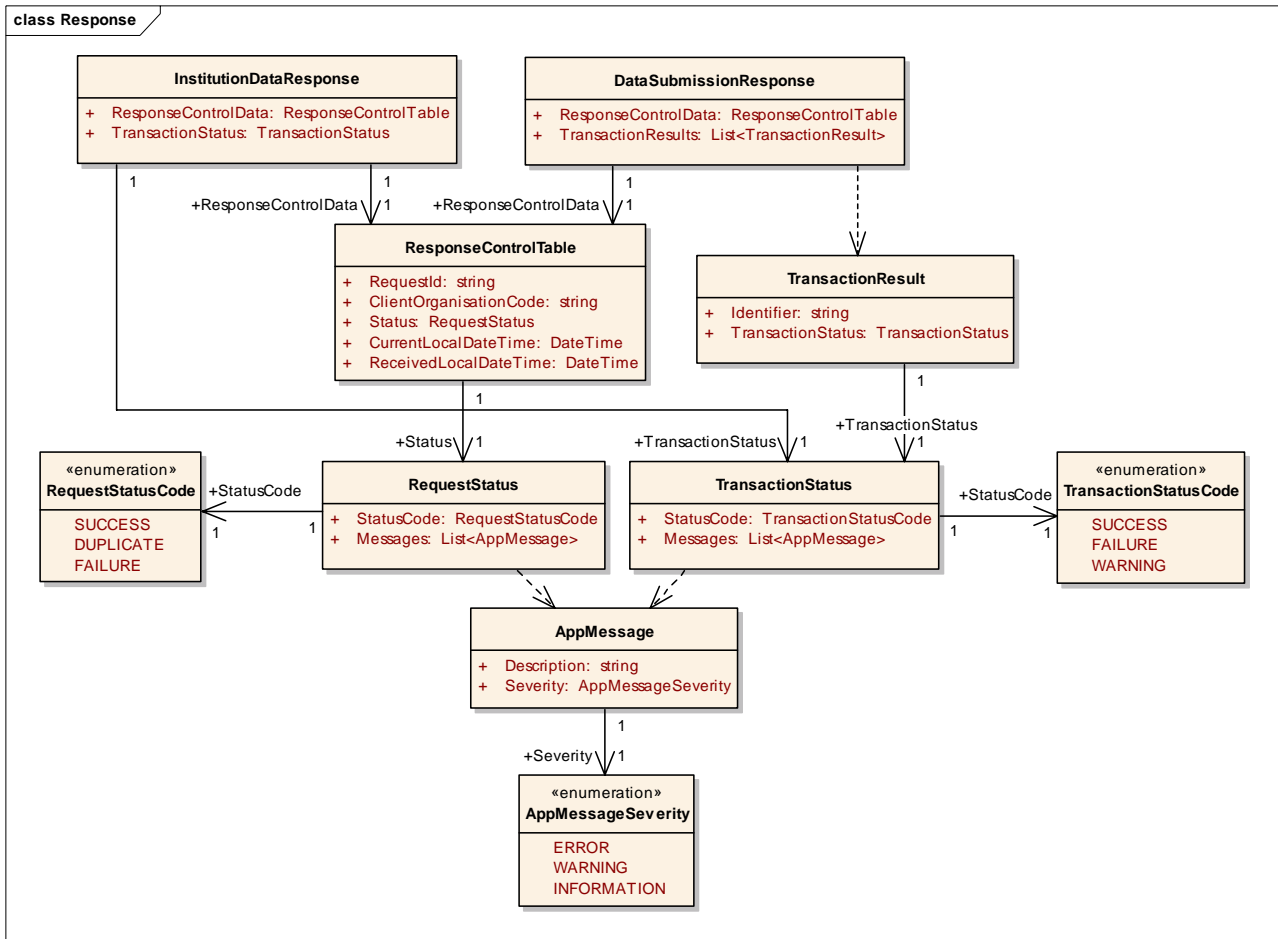 class Response
InstitutionDataResponse
+ ResponseControlData: ResponseControlTable
+ TransactionStatus: TransactionStatus
DataSubmissionResponse
+ ResponseControlData: ResponseControlTable
+ TransactionResults: List<TransactionResult>
1
1
1
+ResponseControlData
1
+ResponseControlData
1
ResponseControlTable
+ RequestId: string
+ ClientOrganisationCode: string
+ Status: RequestStatus
+ CurrentLocalDateTime: DateTime
+ ReceivedLocalDateTime: DateTime
TransactionResult
+ Identifier: string
+ TransactionStatus: TransactionStatus
1
1
+Status
1
+TransactionStatus
1
+TransactionStatus
1
«enumeration»
RequestStatusCode
SUCCESS
DUPLICATE
FAILURE
+StatusCode
1
1
RequestStatus
+ StatusCode: RequestStatusCode
+ Messages: List<AppMessage>
TransactionStatus
+ StatusCode: TransactionStatusCode
+ Messages: List<AppMessage>
+StatusCode
1
1
«enumeration»
TransactionStatusCode
SUCCESS
FAILURE
WARNING
AppMessage
+ Description: string
+ Severity: AppMessageSeverity
1
+Severity
1
«enumeration»
AppMessageSeverity
ERROR
WARNING
INFORMATION